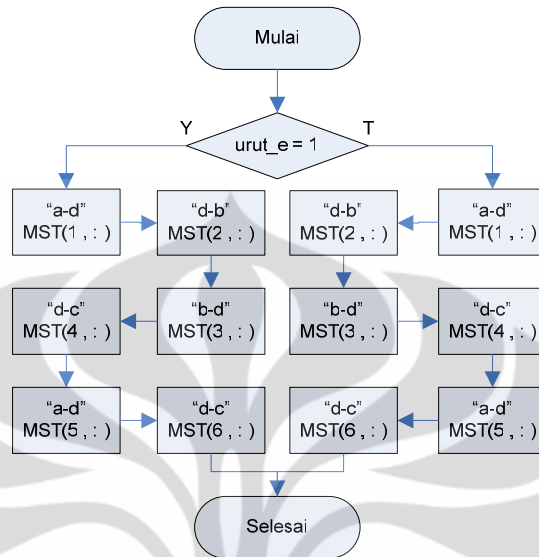 Mulai
Y
urut_e = 1
T
“a-d”
MST(1 , : )
“d-b”
MST(2 , : )
“d-b”
MST(2 , : )
“a-d”
MST(1 , : )
“d-c”
MST(4 , : )
“b-d”
MST(3 , : )
“b-d”
MST(3 , : )
“d-c”
MST(4 , : )
“a-d”
MST(5 , : )
“d-c”
MST(6 , : )
“d-c”
MST(6 , : )
“a-d”
MST(5 , : )
Selesai